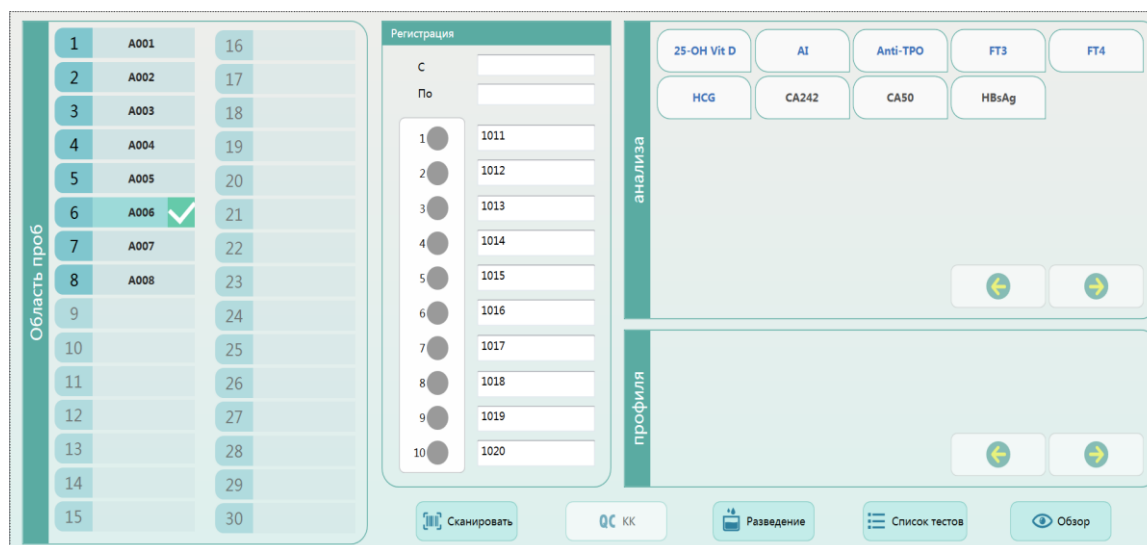 Область проб
1 A001
2 A002
3 A003
4 A004
5 A005
6 A006
7 A007
8 A008
9
10
11
12
13
14
15
16
17
18
19
20
21
22
23
24
25
26
27
28
29
30
Регистрация
С
По
1 1011
2 1012
3 1013
4 1014
5 1015
6 1016
7 1017
8 1018
9 1019
10 1020
анализа
25-OH Vit D AI Anti-TPO FT3 FT4
HCG CA242 CA50 HBsAg
профиля
Сканировать QC КК Разведение Список тестов Обзор